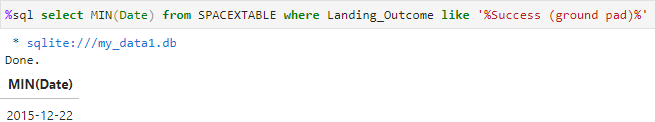 %sql select MIN(Date) from SPACEXTABLE where Landing_Outcome like '%Success (ground pad)%'
* sqlite:///my_data1.db
Done.
MIN(Date)
2015-12-22